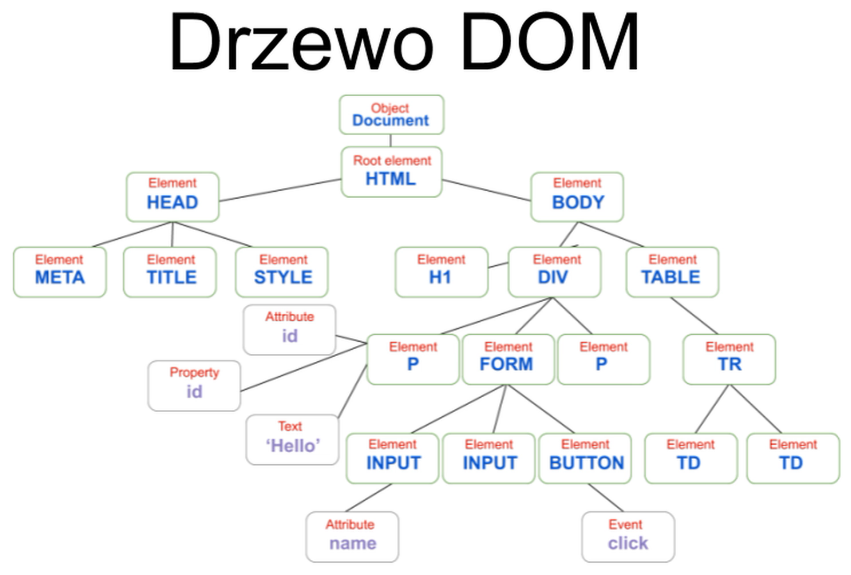 Drzewo DOM
Object
Document
Root element
HTML
Element
HEAD
Element
BODY
Element
META
Element
TITLE
Element
STYLE
Element
H1
Element
DIV
Element
TABLE
Attribute
id
Property
id
Text
‘Hello’
Element
P
Element
FORM
Element
P
Element
TR
Element
INPUT
Element
INPUT
Element
BUTTON
Element
TD
Element
TD
Attribute
name
Event
click